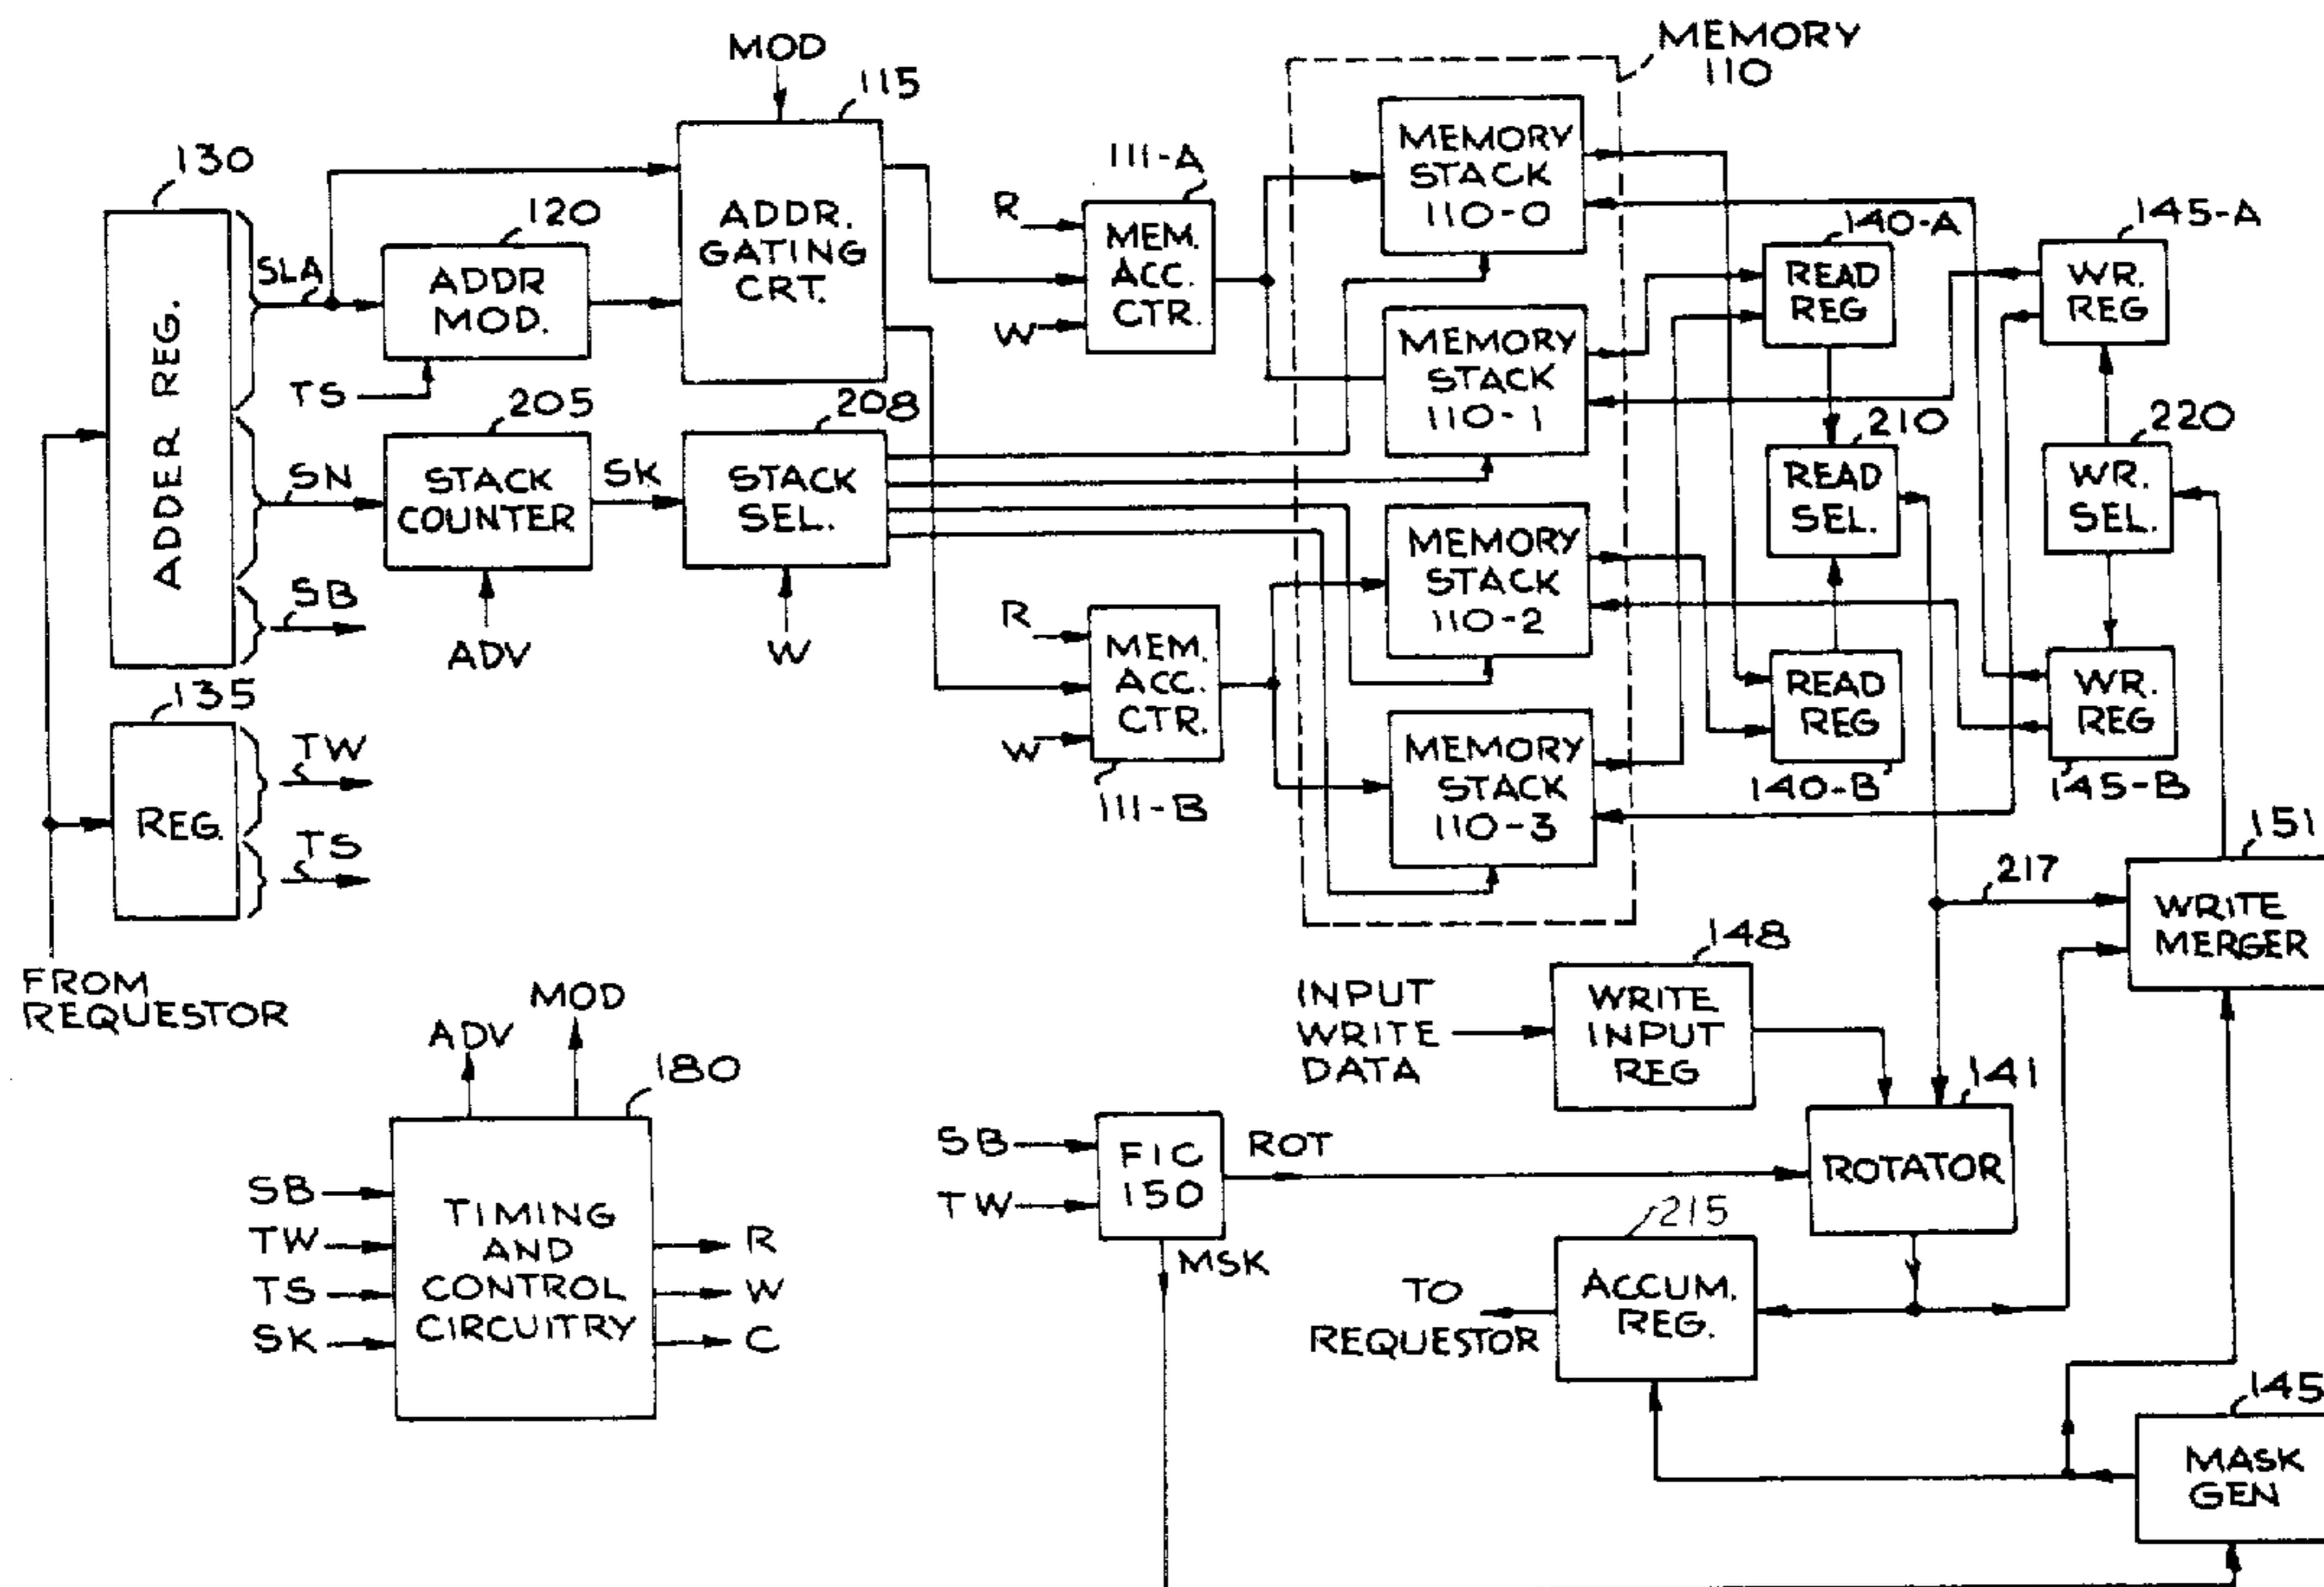 MOD
115
MEMORY
110
130
SLA
120
ADDR.
GATING
CRT.
ADDR
MOD.
TS
ADDER REG.
111-A
R
MEM.
ACC.
CTR.
W
MEMORY
STACK
110-0
MEMORY
STACK
110-1
140-A
READ
REG
145-A
WR.
REG
205
208
SN
STACK
COUNTER
SK
STACK
SEL.
210
READ
SEL.
220
WR.
SEL.
SB
ADV
W
R
MEM.
ACC.
CTR.
W
111-B
MEMORY
STACK
110-2
MEMORY
STACK
110-3
READ
REG
140-B
WR.
REG
145-B
135
REG.
TW
TS
FROM
REQUESTOR
151
217
WRITE
MERGER
148
INPUT
WRITE
DATA
WRITE
INPUT
REG
ADV
MOD
180
SB
TW
TS
SK
TIMING
AND
CONTROL
CIRCUITRY
R
W
C
141
SB
TW
FIC
150
ROT
MSK
ROTATOR
215
TO
REQUESTOR
ACCUM.
REG.
145
MASK
GEN